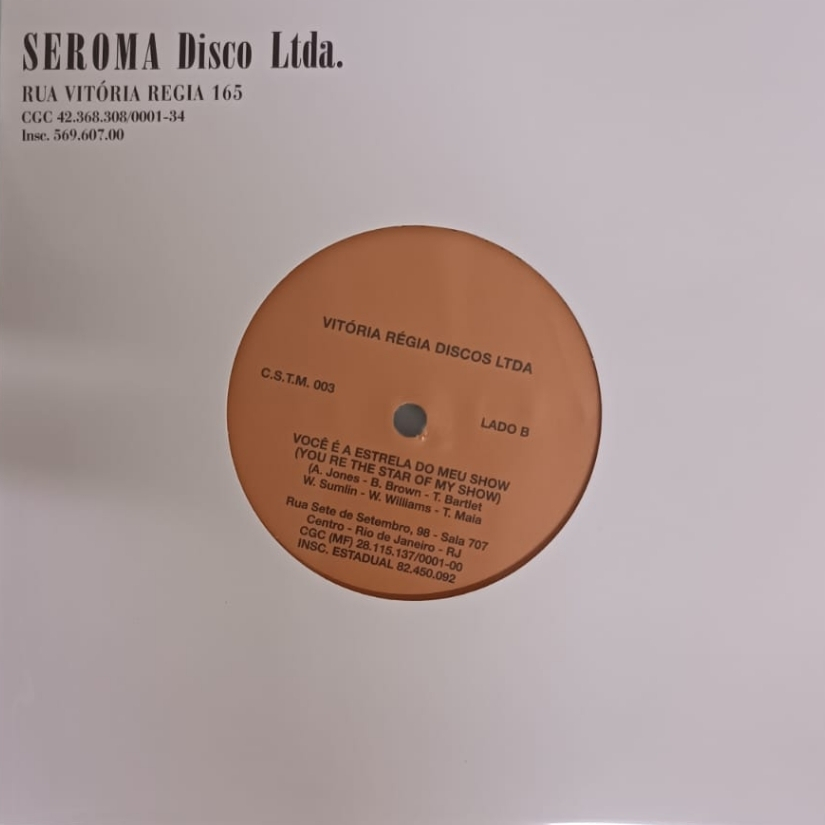 SEROMA Disco Ltda.
RUA VITÓRIA REGIA 165
CGC 42.368.308/0001-34
Insc. 569.607.00
VITÓRIA RÉGIA DISCOS LTDA
C.S.T.M. 003
LADO B
VOCÊ É A ESTRELA DO MEU SHOW
(YOU RE THE STAR OF MY SHOW)
(A. Jones - B. Brown - T. Bartlet
W. Sumlin - W. Williams - T. Maia
Rua Sete de Setembro, 98 - Sala 707
Centro - Rio de Janeiro - RJ
CGC (MF) 28.115.137/0001-00
INSC. ESTADUAL 82.450.092